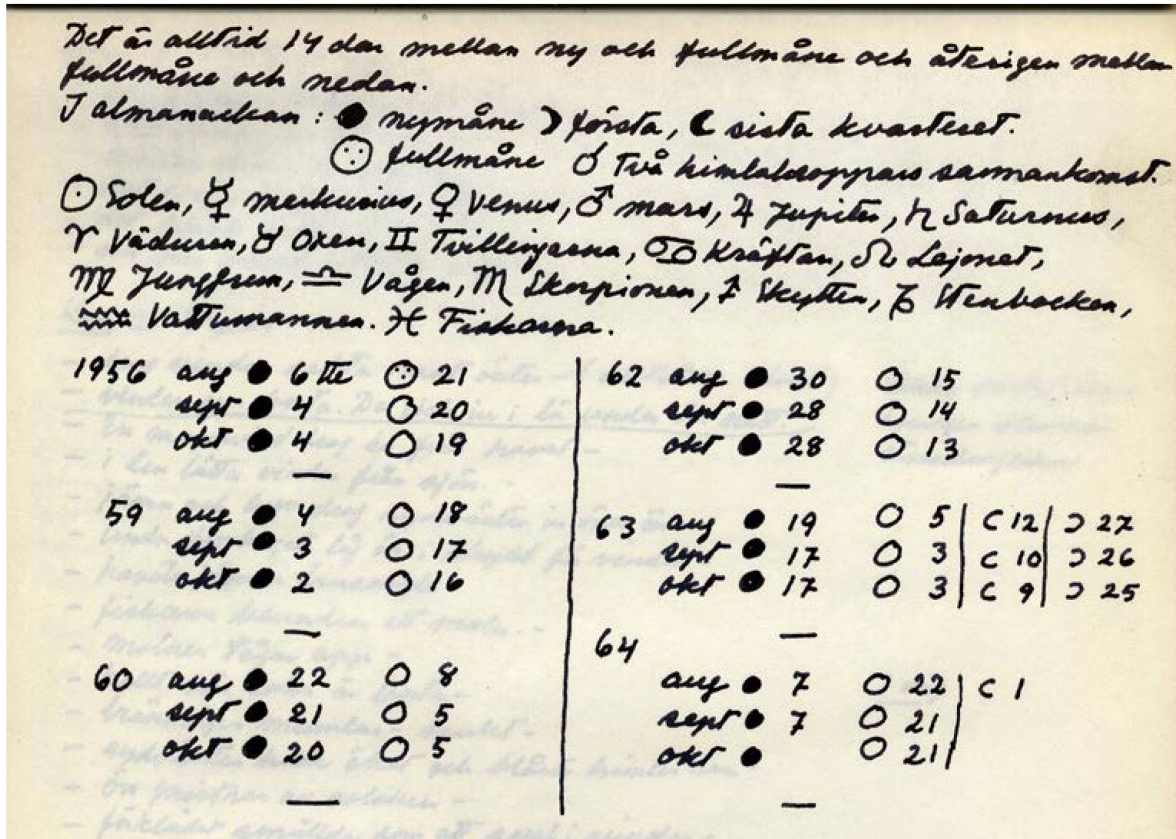 Det är alltid 14 dar mellan ny och fullmåne och återigen mellan
fullmåne och nedan.
I almanackan: ● nymåne ☽ första, ☾ sista kvarteret.
○ fullmåne ☌ Två himlakroppars sammankomst.
☉ Solen, ☿ merkurius, ♀ Venus, ♂ mars, ♃ Jupiter, ♄ Saturnus,
♈ Väduren, ♉ Oxen, ♊ Tvillingarna, ♋ Kräftan, ♌ Lejonet,
♍ Jungfrun, ♎ Vågen, ♏ Skorpionen, ♐ Skytten, ♑ Stenbocken,
♒ Vattumannen. ♓ Fiskarna.
1956 aug ● 6 tte ○ 21
sept ● 4 ○ 20
okt ● 4 ○ 19
—
59 aug ● 4 ○ 18
sept ● 3 ○ 17
okt ● 2 ○ 16
—
60 aug ● 22 ○ 8
sept ● 21 ○ 5
okt ● 20 ○ 5
—
62 aug ● 30 ○ 15
sept ● 28 ○ 14
okt ● 28 ○ 13
—
63 aug ● 19 ○ 5 | ☾ 12 | ☽ 27
sept ● 17 ○ 3 | ☾ 10 | ☽ 26
okt ● 17 ○ 3 | ☾ 9 | ☽ 25
—
64
aug ● 7 ○ 22 | ☾ 1
sept ● 7 ○ 21
okt ● ○ 21
—